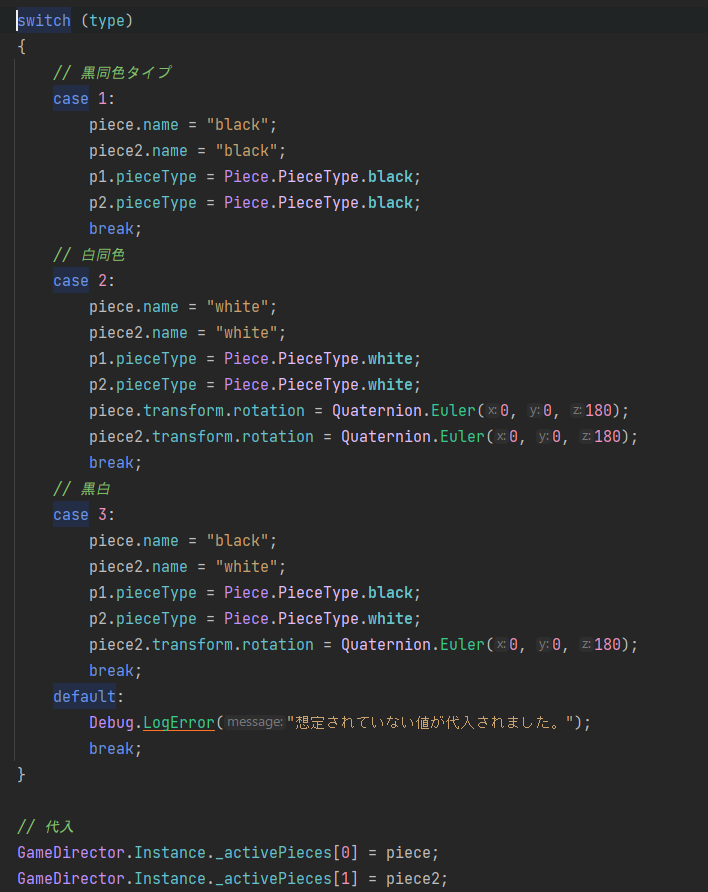 switch (type)
{
    // 黒同色タイプ
    case 1:
        piece.name = "black";
        piece2.name = "black";
        p1.pieceType = Piece.PieceType.black;
        p2.pieceType = Piece.PieceType.black;
        break;
    // 白同色
    case 2:
        piece.name = "white";
        piece2.name = "white";
        p1.pieceType = Piece.PieceType.white;
        p2.pieceType = Piece.PieceType.white;
        piece.transform.rotation = Quaternion.Euler(x:0, y:0, z:180);
        piece2.transform.rotation = Quaternion.Euler(x:0, y:0, z:180);
        break;
    // 黒白
    case 3:
        piece.name = "black";
        piece2.name = "white";
        p1.pieceType = Piece.PieceType.black;
        p2.pieceType = Piece.PieceType.white;
        piece2.transform.rotation = Quaternion.Euler(x:0, y:0, z:180);
        break;
    default:
        Debug.LogError(message:"想定されていない値が代入されました。");
        break;
}

// 代入
GameDirector.Instance._activePieces[0] = piece;
GameDirector.Instance._activePieces[1] = piece2;